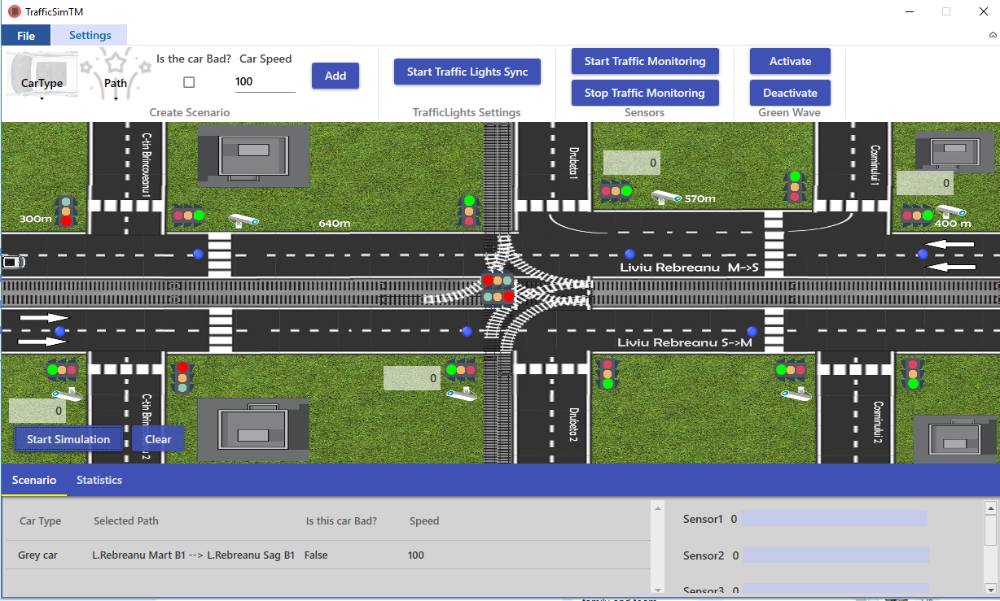 TrafficSimTM
File
Settings
CarType
Path
Is the car Bad?
Car Speed
100
Add
Create Scenario
Start Traffic Lights Sync
TrafficLights Settings
Start Traffic Monitoring
Stop Traffic Monitoring
Sensors
Activate
Deactivate
Green Wave
C-tin Brincoveanu 1
Drubeta 1
Cosminului 1
0
0
300m
640m
570m
400 m
Liviu Rebreanu M->S
Liviu Rebreanu S->M
0
0
Drubeta 2
Cosminului 2
Start Simulation
Clear
Scenario
Statistics
Car Type
Selected Path
Is this car Bad?
Speed
Grey car
L.Rebreanu Mart B1 --> L.Rebreanu Sag B1
False
100
Sensor1 0
Sensor2 0
Sensor3 0